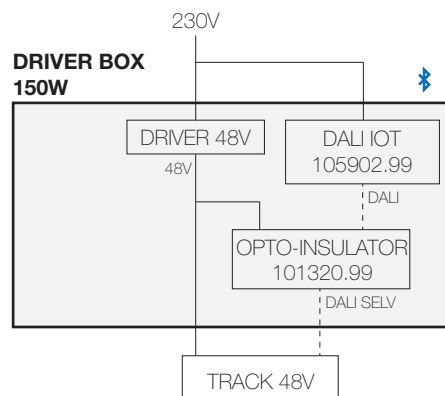 230V
DRIVER BOX
150W
DRIVER 48V
48V
DALI IOT
105902.99
DALI
OPTO-INSULATOR
101320.99
DALI SELV
TRACK 48V